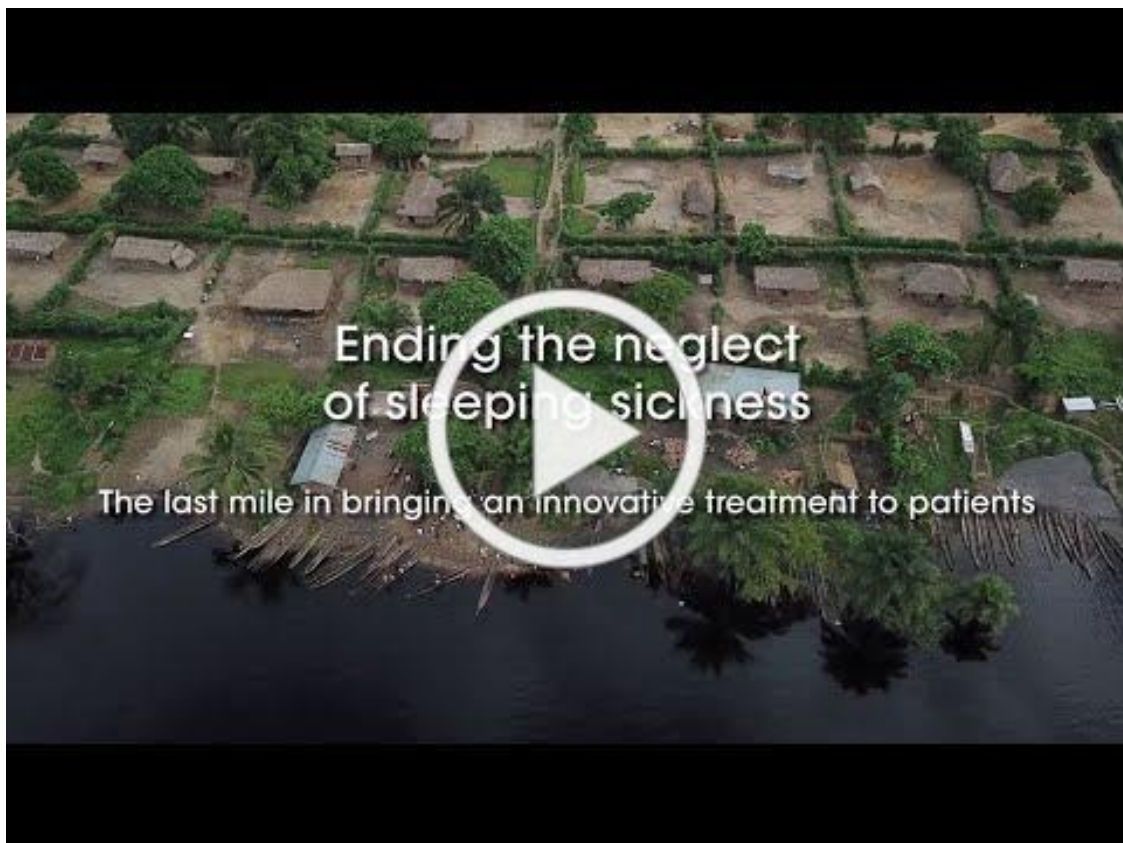 Ending the neglect
of sleeping sickness
The last mile in bringing an innovative treatment to patients